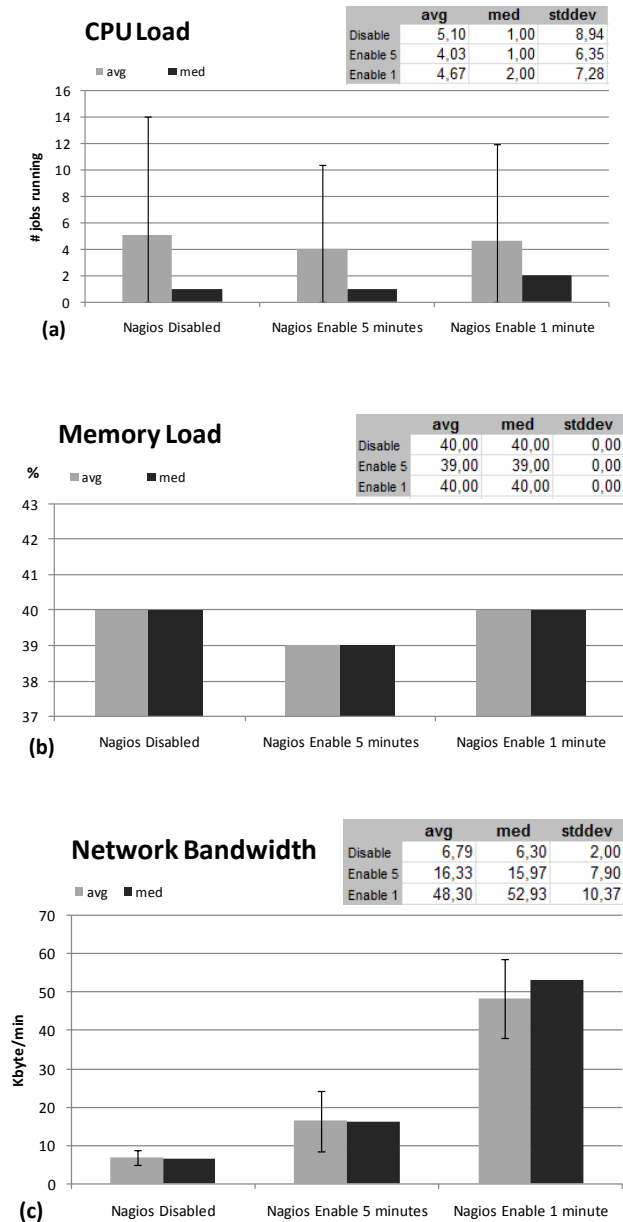 CPU Load
avg med stddev
Disable 5,10 1,00 8,94
Enable 5 4,03 1,00 6,35
Enable 1 4,67 2,00 7,28
avg med
# jobs running
16
14
12
10
8
6
4
2
0
Nagios Disabled Nagios Enable 5 minutes Nagios Enable 1 minute
(a)
Memory Load
avg med stddev
Disable 40,00 40,00 0,00
Enable 5 39,00 39,00 0,00
Enable 1 40,00 40,00 0,00
% avg med
43
42
41
40
39
38
37
Nagios Disabled Nagios Enable 5 minutes Nagios Enable 1 minute
(b)
Network Bandwidth
avg med stddev
Disable 6,79 6,30 2,00
Enable 5 16,33 15,97 7,90
Enable 1 48,30 52,93 10,37
avg med
Kbyte/min
70
60
50
40
30
20
10
0
Nagios Disabled Nagios Enable 5 minutes Nagios Enable 1 minute
(c)